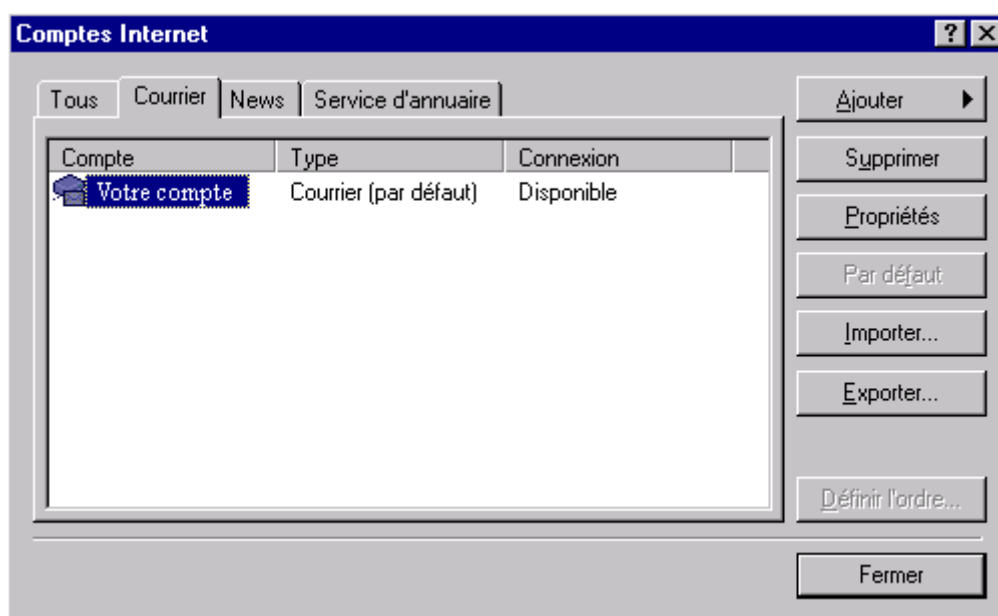 Comptes Internet
Tous Courrier News Service d'annuaire
Compte Type Connexion
Votre compte Courrier (par défaut) Disponible
Ajouter
Supprimer
Propriétés
Par défaut
Importer...
Exporter...
Définir l'ordre...
Fermer